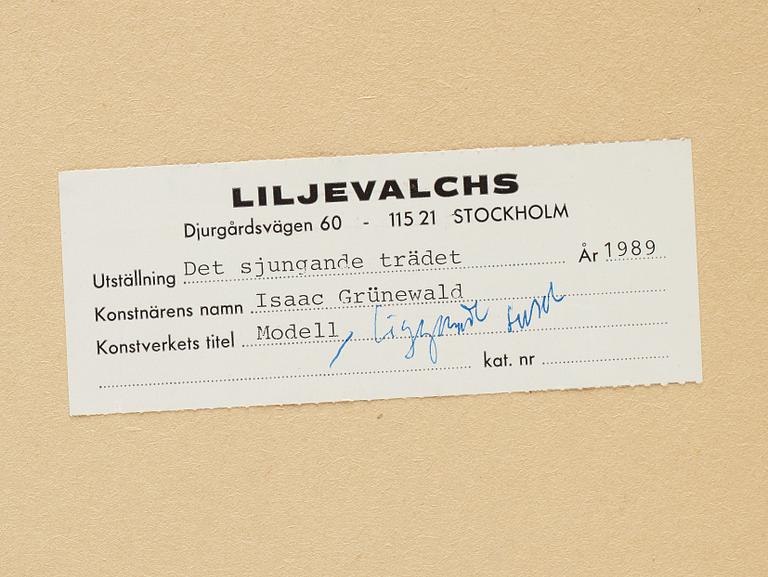 LILJEVALCHS
Djurgårdsvägen 60 - 115 21 STOCKHOLM
Utställning Det sjungande trädet År 1989
Konstnärens namn Isaac Grünewald
Konstverkets titel Modell, liggande
kat. nr